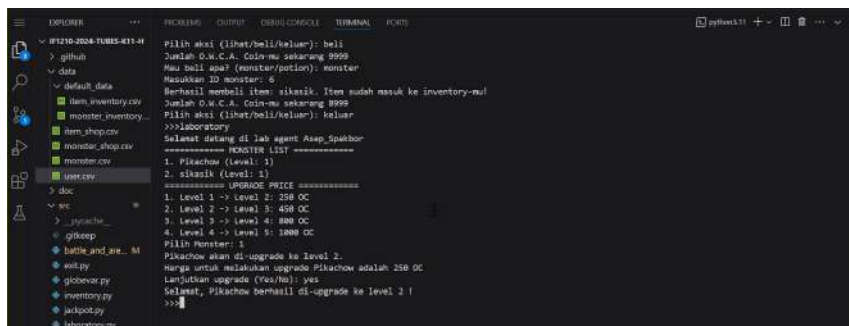 EXPLORER
PROBLEMS OUTPUT DEBUG CONSOLE TERMINAL PORTS
python3.11
IF1210-2024-TUBES-K11-H
.github
data
default_data
item_inventory.csv
monster_inventory...
item_shop.csv
monster_shop.csv
monster.csv
user.csv
doc
src
__pycache__
.gitkeep
battle_and_are... M
exit.py
globevar.py
inventory.py
jackpot.py
laboratory.py
Pilih aksi (lihat/beli/keluar): beli
Jumlah O.W.C.A. Coin-mu sekarang 9999
Mau beli apa? (monster/potion): monster
Masukkan ID monster: 6
Berhasil membeli item: sikasik. Item sudah masuk ke inventory-mu!
Jumlah O.W.C.A. Coin-mu sekarang 8999
Pilih aksi (lihat/beli/keluar): keluar
>>>laboratory
Selamat datang di lab agent Asep_Spakbor
============ MONSTER LIST ============
1. Pikachow (Level: 1)
2. sikasik (Level: 1)
============ UPGRADE PRICE ============
1. Level 1 -> Level 2: 250 OC
2. Level 2 -> Level 3: 450 OC
3. Level 3 -> Level 4: 800 OC
4. Level 4 -> Level 5: 1000 OC
Pilih Monster: 1
Pikachow akan di-upgrade ke level 2.
Harga untuk melakukan upgrade Pikachow adalah 250 OC
Lanjutkan upgrade (Yes/No): yes
Selamat, Pikachow berhasil di-upgrade ke level 2 !
>>>